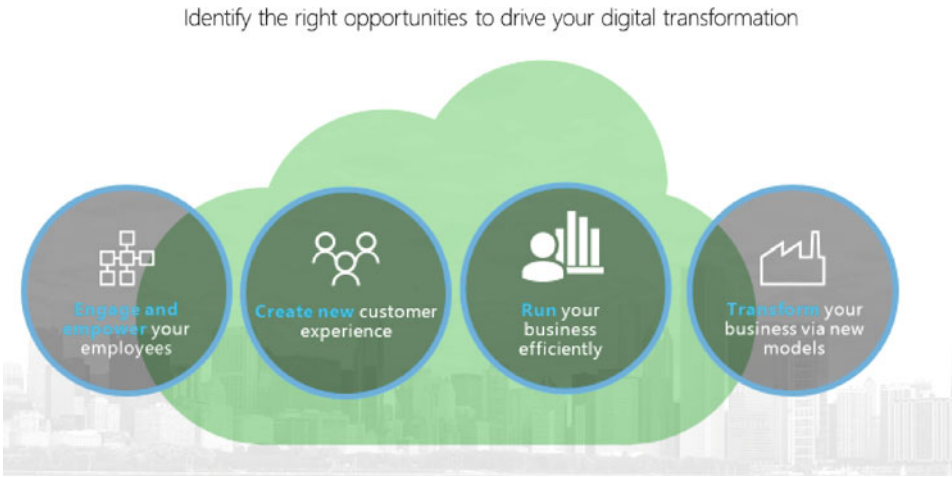 Identify the right opportunities to drive your digital transformation
Engage and
empower your
employees
Create new customer
experience
Run your
business
efficiently
Transform your
business via new
models